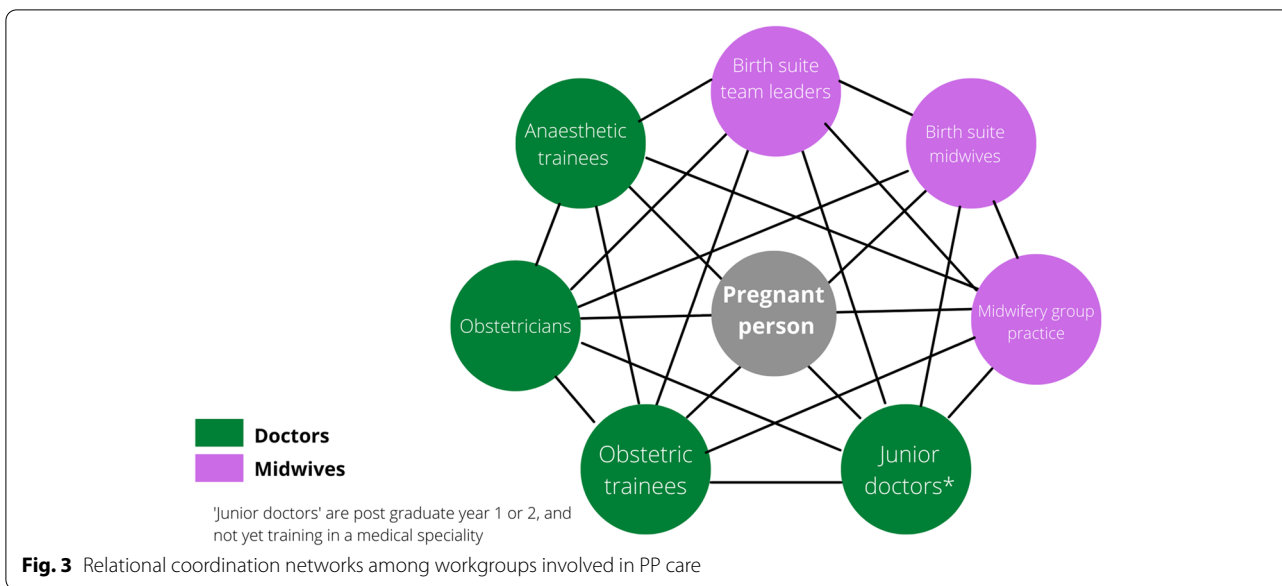 Birth suite
team leaders
Anaesthetic
trainees
Birth suite
midwives
Pregnant
person
Obstetricians
Midwifery group
practice
Obstetric
trainees
Junior
doctors*
Doctors
Midwives
'Junior doctors' are post graduate year 1 or 2, and
not yet training in a medical speciality
Fig. 3 Relational coordination networks among workgroups involved in PP care